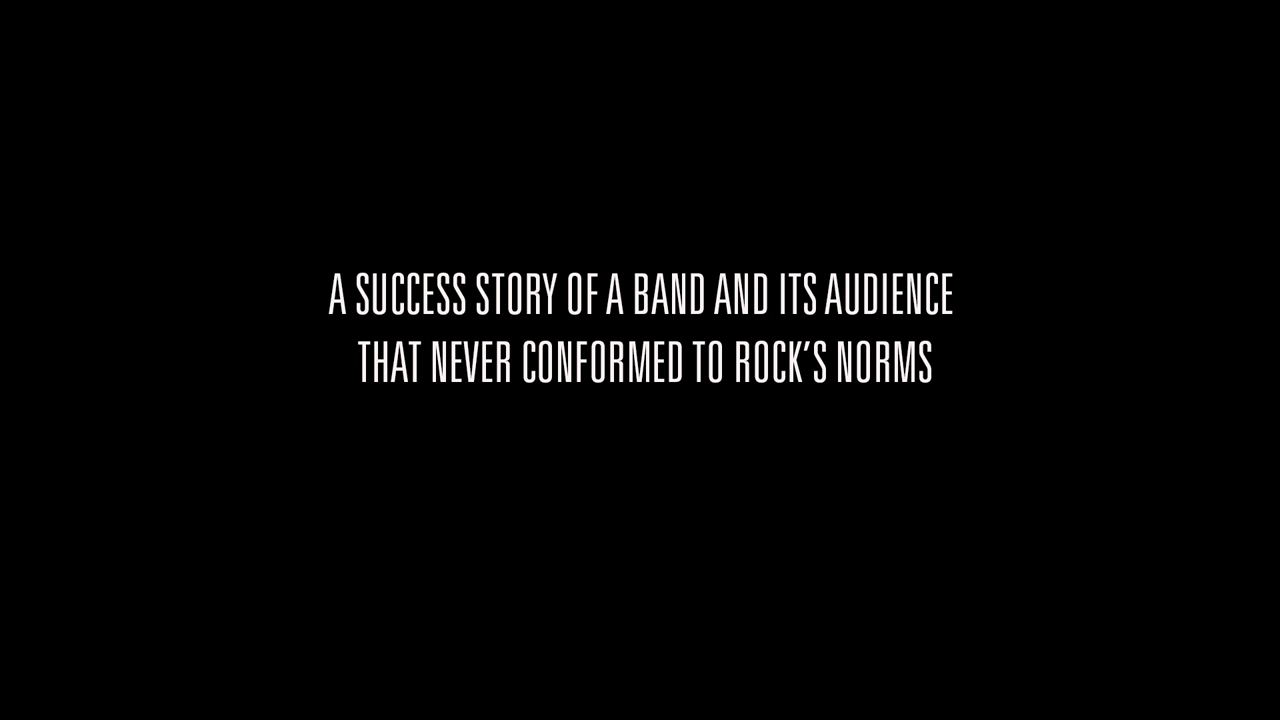 A SUCCESS STORY OF A BAND AND ITS AUDIENCE
THAT NEVER CONFORMED TO ROCK’S NORMS